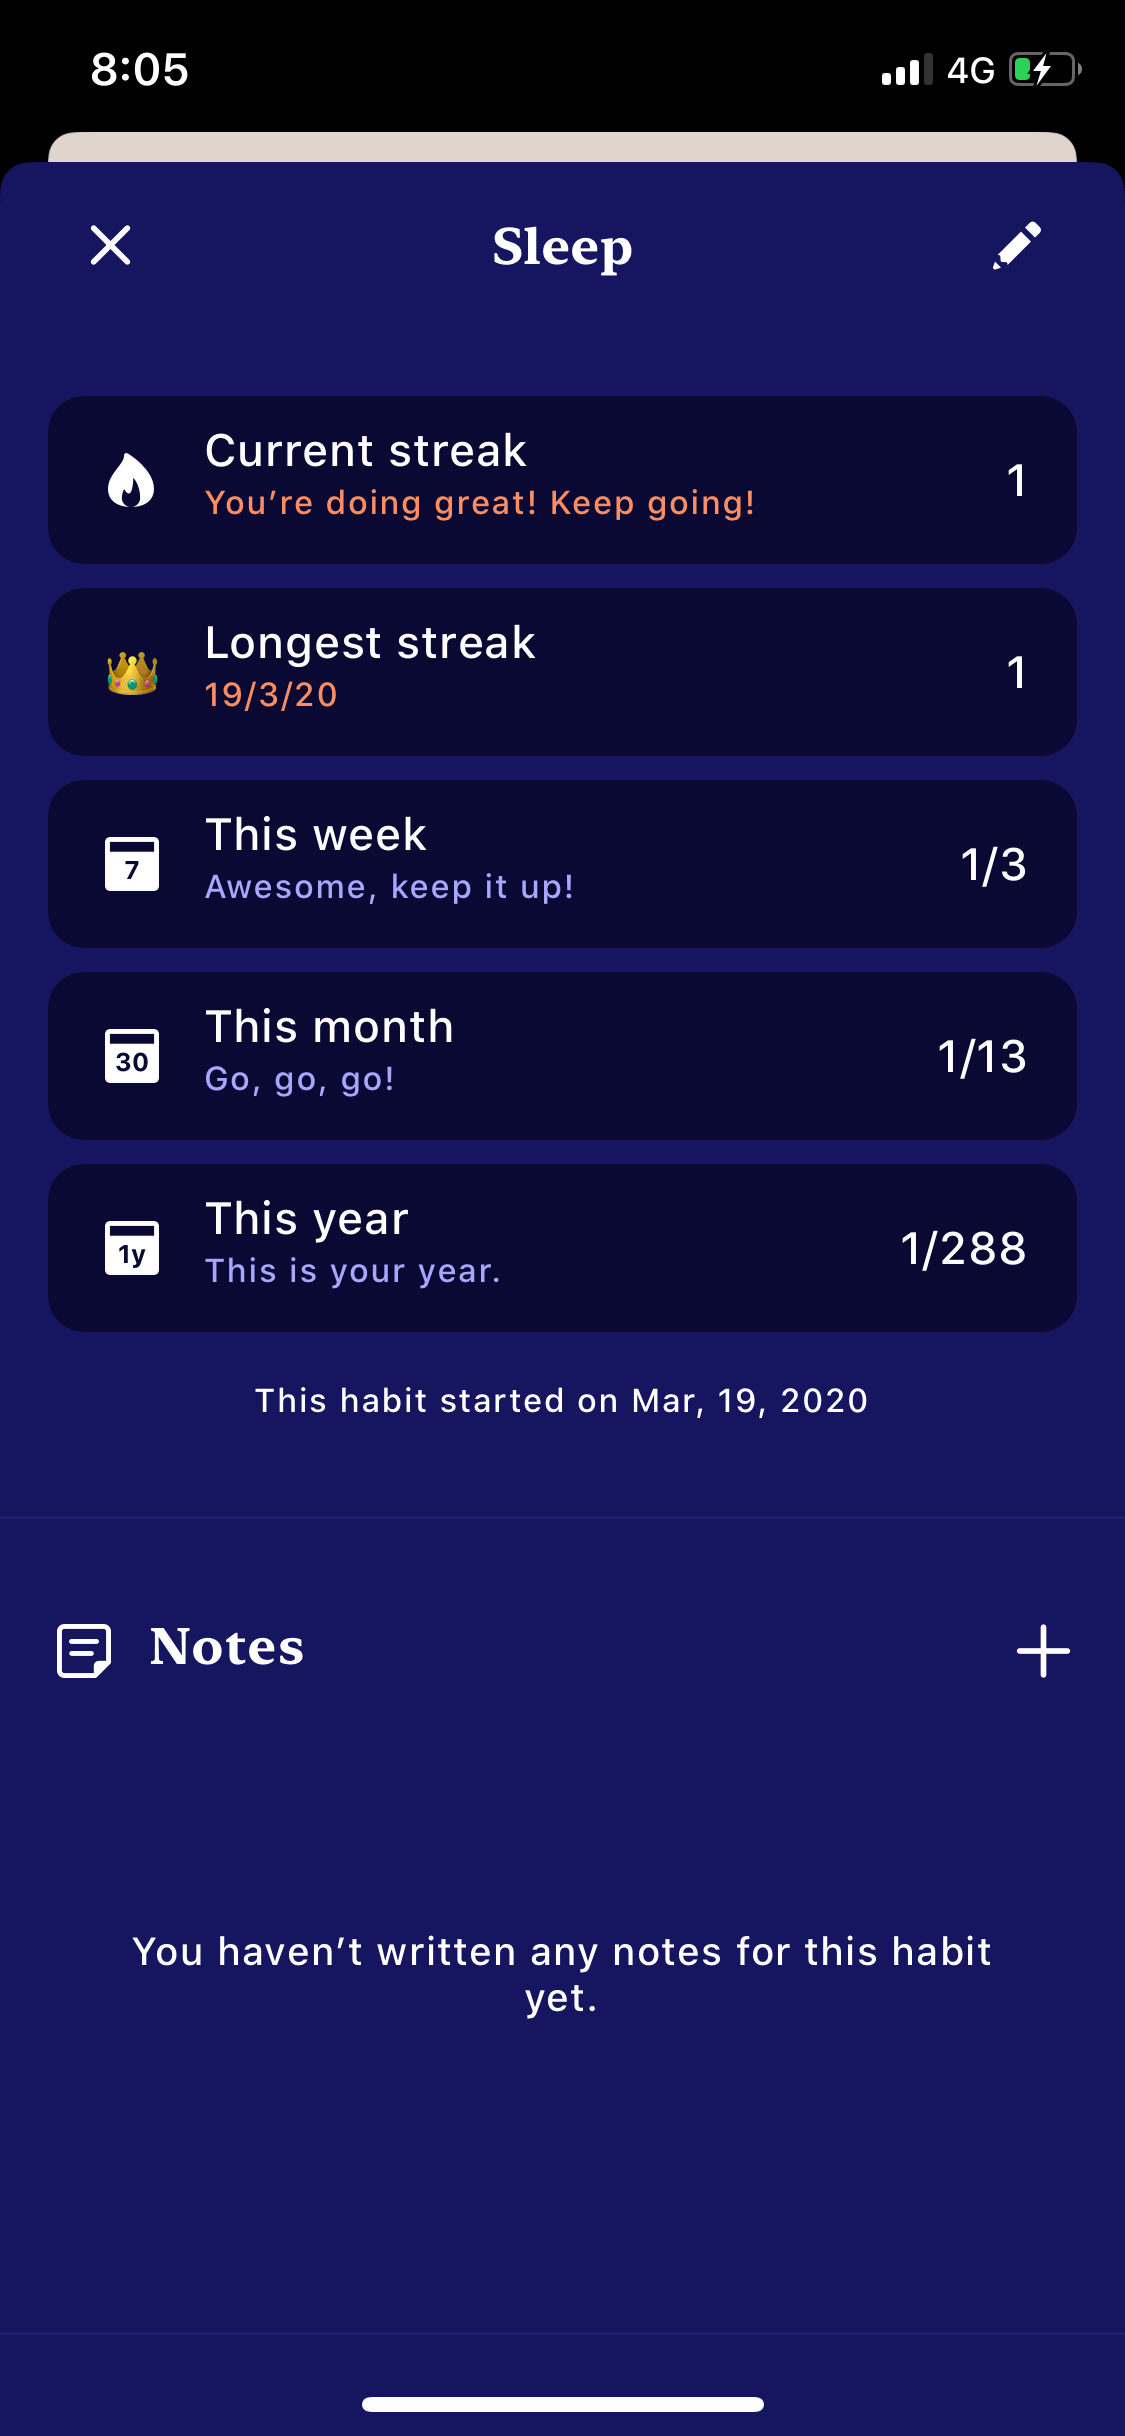 8:05
4G
Sleep
Current streak
You’re doing great! Keep going!
1
Longest streak
19/3/20
1
7
This week
Awesome, keep it up!
1/3
30
This month
Go, go, go!
1/13
1y
This year
This is your year.
1/288
This habit started on Mar, 19, 2020
Notes
You haven’t written any notes for this habit
yet.